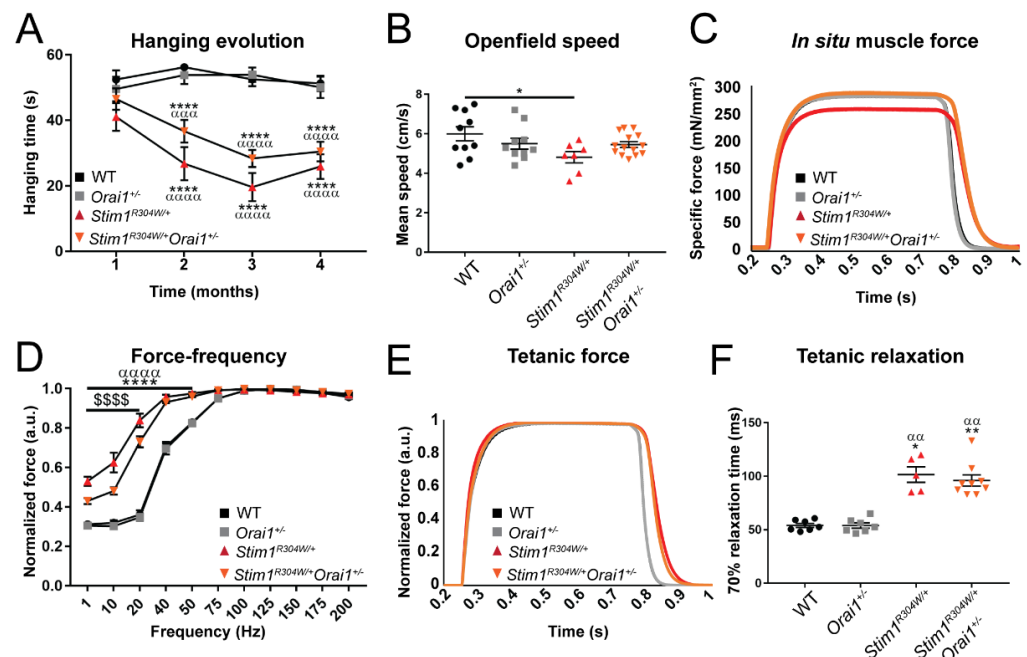 A
Hanging evolution
Hanging time (s)
60
40
20
0
****
ααα
****
αααα
****
αααα
****
αααα
****
αααα
****
αααα
WT
Orai1+/-
Stim1R304W/+
Stim1R304W/+Orai1+/-
1 2 3 4
Time (months)
B
Openfield speed
Mean speed (cm/s)
*
8
6
4
2
0
WT
Orai1+/-
Stim1R304W/+
Stim1R304W/+
Orai1+/-
C
In situ muscle force
Specific force (mN/mm2)
300
250
200
150
100
50
0
WT
Orai1+/-
Stim1R304W/+
Stim1R304W/+Orai1+/-
0.2 0.3 0.4 0.5 0.6 0.7 0.8 0.9 1
Time (s)
D
Force-frequency
Normalized force (a.u.)
1.0
0.8
0.6
0.4
0.2
0.0
αααα
****
$$$$
WT
Orai1+/-
Stim1R304W/+
Stim1R304W/+Orai1+/-
1 10 20 40 50 75 100 125 150 175 200
Frequency (Hz)
E
Tetanic force
Normalized force (a.u.)
1
0.8
0.6
0.4
0.2
0
WT
Orai1+/-
Stim1R304W/+
Stim1R304W/+Orai1+/-
0.2 0.3 0.4 0.5 0.6 0.7 0.8 0.9 1
Time (s)
F
Tetanic relaxation
70% relaxation time (ms)
150
100
50
0
αα
*
αα
**
WT
Orai1+/-
Stim1R304W/+
Stim1R304W/+
Orai1+/-